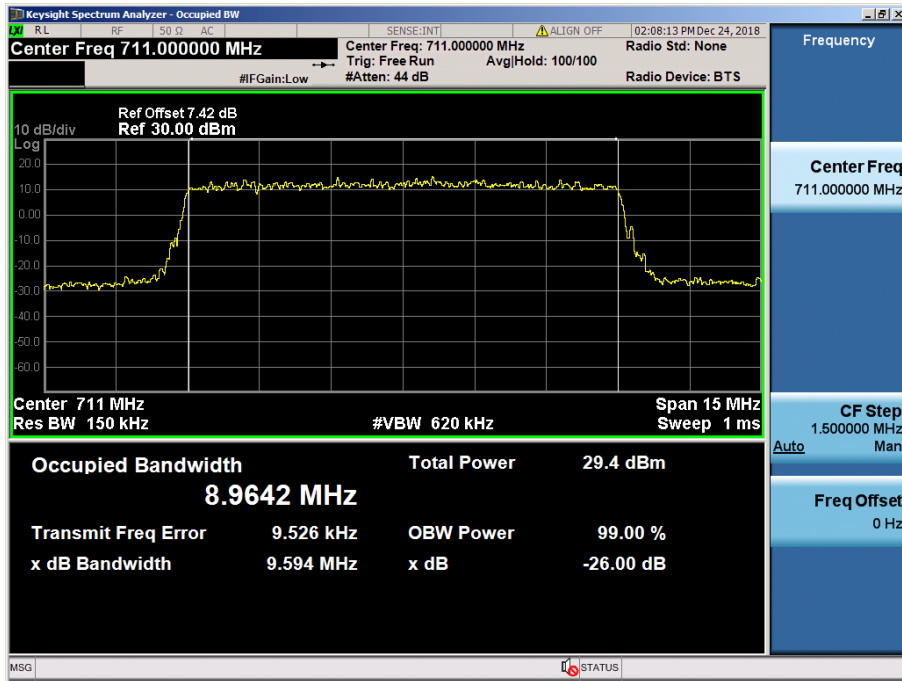 Keysight Spectrum Analyzer - Occupied BW
LXI RL RF 50 Ω AC SENSE:INT ALIGN OFF 02:08:13 PM Dec 24, 2018
Center Freq 711.000000 MHz
Center Freq: 711.000000 MHz
Radio Std: None
Trig: Free Run Avg|Hold: 100/100
#IFGain:Low
#Atten: 44 dB
Radio Device: BTS
Ref Offset 7.42 dB
10 dB/div Ref 30.00 dBm
Log
20.0
10.0
0.00
-10.0
-20.0
-30.0
-40.0
-50.0
-60.0
Center 711 MHz Span 15 MHz
Res BW 150 kHz #VBW 620 kHz Sweep 1 ms
Occupied Bandwidth Total Power 29.4 dBm
8.9642 MHz
Transmit Freq Error 9.526 kHz OBW Power 99.00 %
x dB Bandwidth 9.594 MHz x dB -26.00 dB
MSG STATUS
Frequency
Center Freq
711.000000 MHz
CF Step
1.500000 MHz
Auto Man
Freq Offset
0 Hz